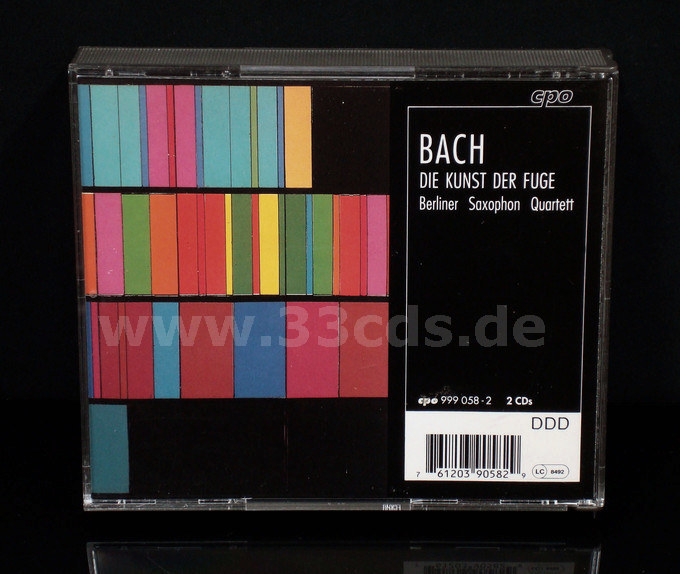 cpo
BACH
DIE KUNST DER FUGE
Berliner Saxophon Quartett
www.33cds.de
cpo 999 058-2 2 CDs
DDD
7 61203 90582 9
LC 8492